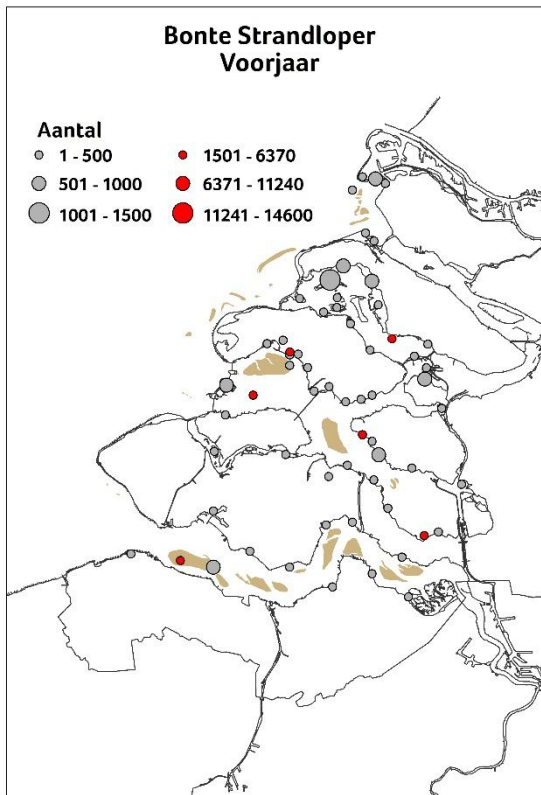 Bonte Strandloper
Voorjaar
Aantal
1 - 500
501 - 1000
1001 - 1500
1501 - 6370
6371 - 11240
11241 - 14600